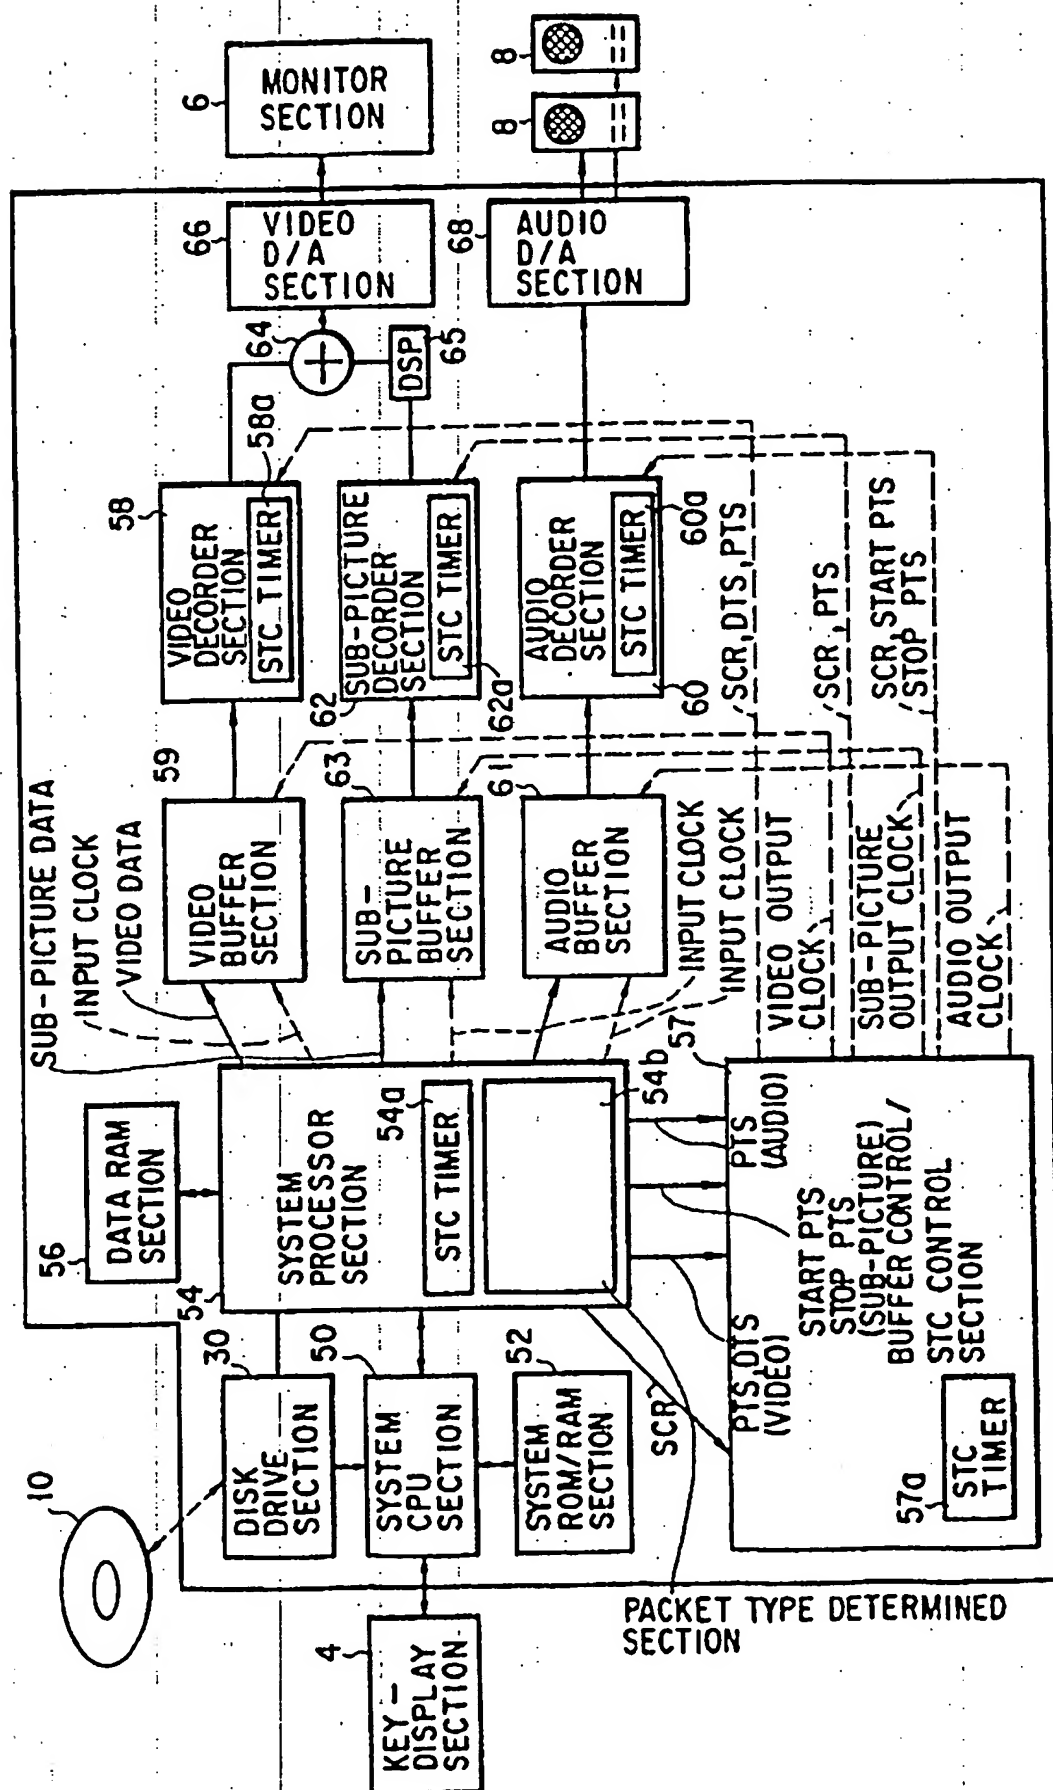 10
4
KEY-
DISPLAY
SECTION
30
DISK
DRIVE
SECTION
50
SYSTEM
CPU
SECTION
52
SYSTEM
ROM/RAM
SECTION
56
DATA RAM
SECTION
54
SYSTEM
PROCESSOR
SECTION
54a
STC TIMER
54b
PACKET TYPE DETERMINED
SECTION
SUB-PICTURE DATA
INPUT CLOCK
VIDEO DATA
VIDEO
BUFFER
SECTION
59
SUB-
PICTURE
BUFFER
SECTION
63
AUDIO
BUFFER
SECTION
61
INPUT CLOCK
INPUT CLOCK
58
VIDEO
DECORDER
SECTION
STC TIMER
58a
62
SUB-PICTURE
DECORDER
SECTION
STC TIMER
62a
AUDIO
DECORDER
SECTION
STC TIMER
60
60a
64
DSP
65
66
VIDEO
D/A
SECTION
68
AUDIO
D/A
SECTION
6
MONITOR
SECTION
8
8
SCR
PTS,DTS
(VIDEO)
START PTS
STOP PTS
(SUB-PICTURE)
PTS
(AUDIO)
57
BUFFER CONTROL/
STC CONTROL
SECTION
57a
STC
TIMER
VIDEO OUTPUT
CLOCK
SUB-PICTURE
OUTPUT CLOCK
AUDIO OUTPUT
CLOCK
SCR,DTS,PTS
SCR,PTS
SCR,START PTS
STOP PTS